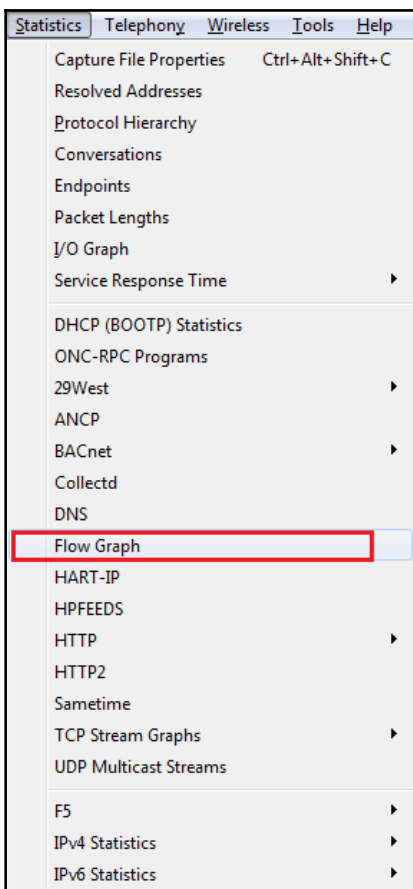 Statistics Telephony Wireless Tools Help
Capture File Properties Ctrl+Alt+Shift+C
Resolved Addresses
Protocol Hierarchy
Conversations
Endpoints
Packet Lengths
I/O Graph
Service Response Time
DHCP (BOOTP) Statistics
ONC-RPC Programs
29West
ANCP
BACnet
Collectd
DNS
Flow Graph
HART-IP
HPFEEDS
HTTP
HTTP2
Sametime
TCP Stream Graphs
UDP Multicast Streams
F5
IPv4 Statistics
IPv6 Statistics